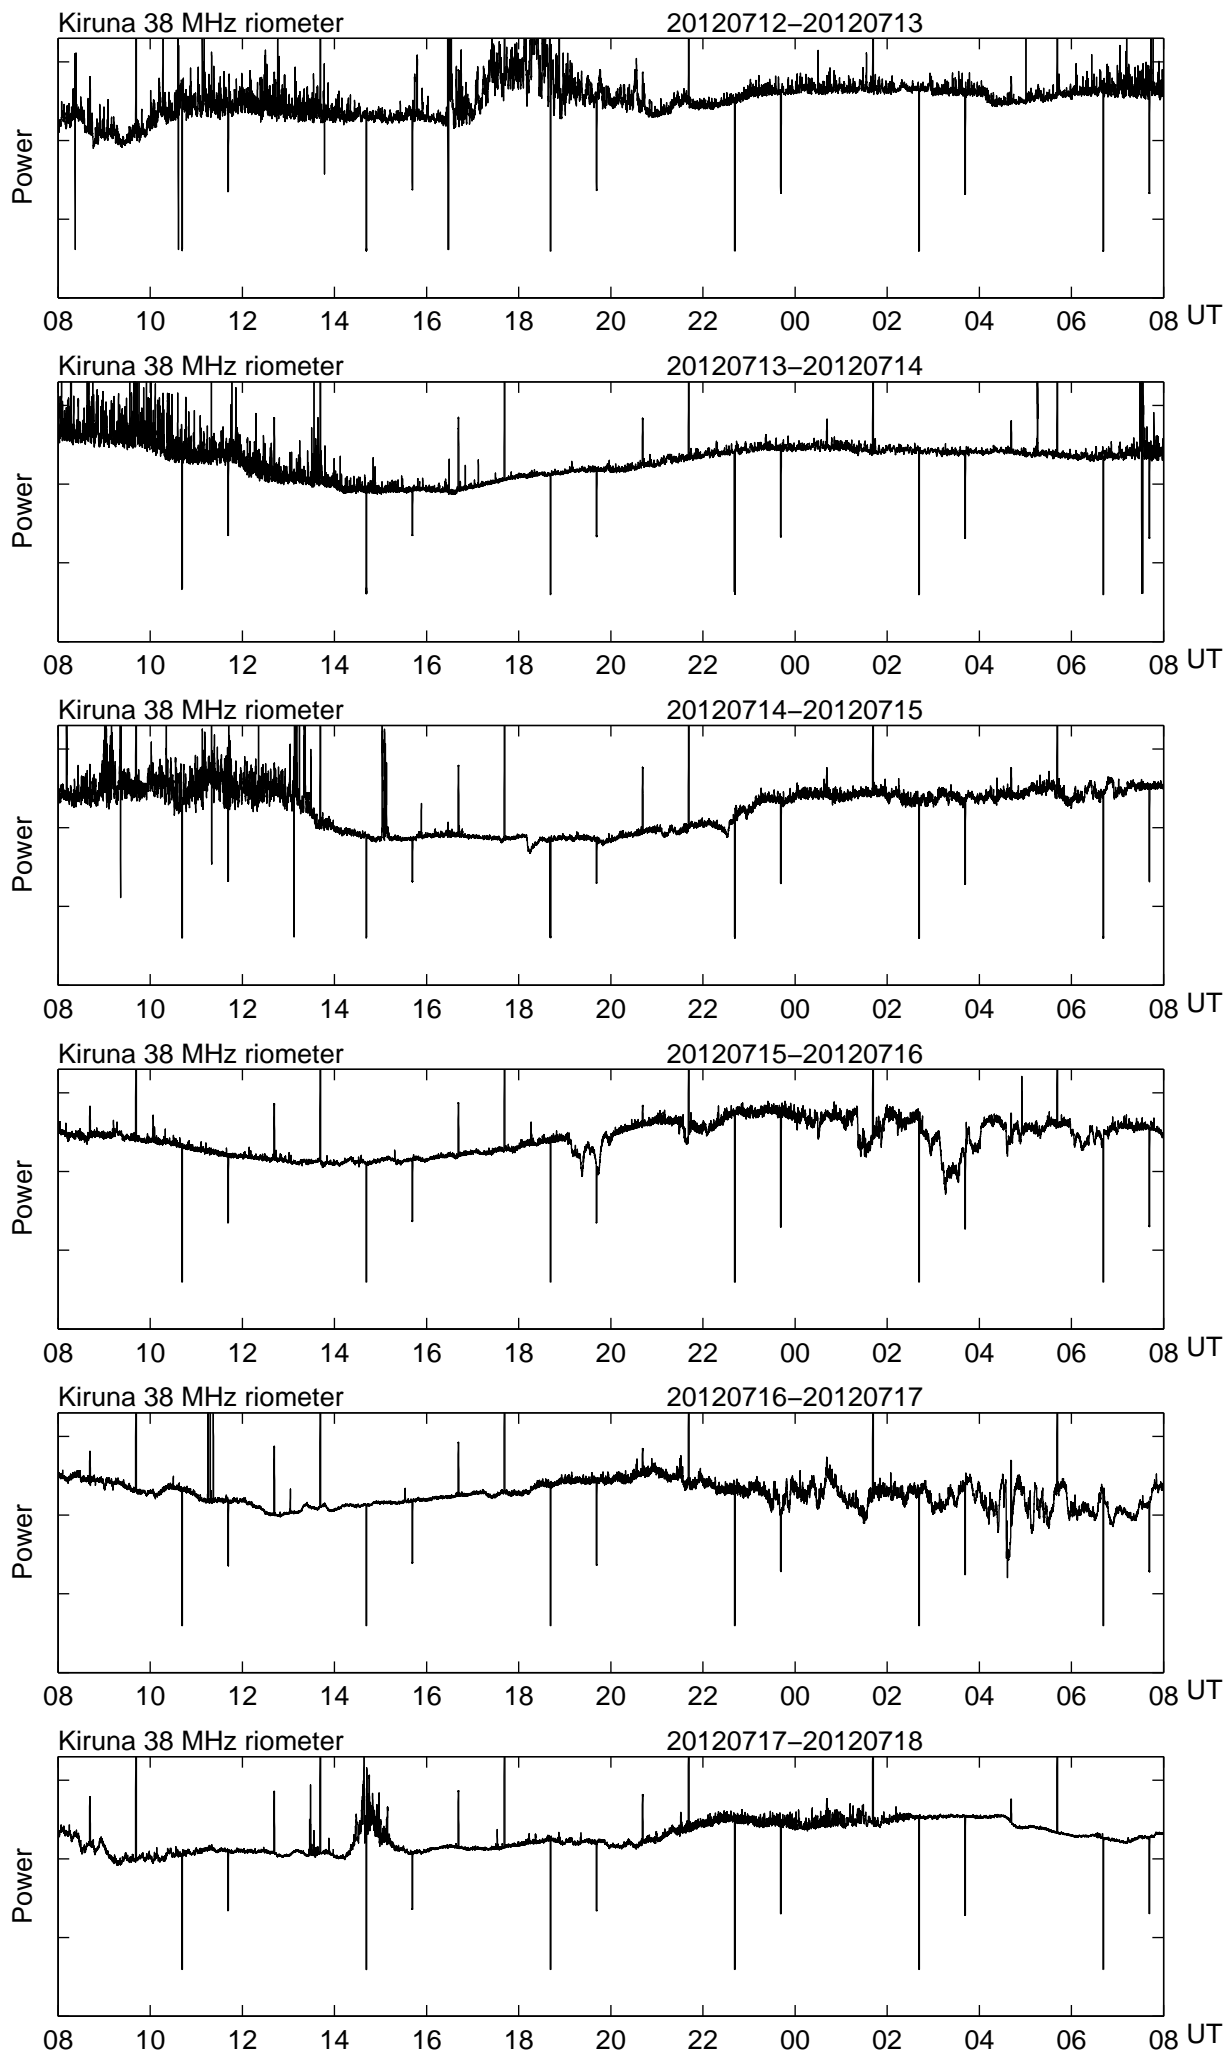 Kiruna 38 MHz riometer 20120712−20120713
Power
08 10 12 14 16 18 20 22 00 02 04 06 08 UT
Kiruna 38 MHz riometer 20120713−20120714
Power
08 10 12 14 16 18 20 22 00 02 04 06 08 UT
Kiruna 38 MHz riometer 20120714−20120715
Power
08 10 12 14 16 18 20 22 00 02 04 06 08 UT
Kiruna 38 MHz riometer 20120715−20120716
Power
08 10 12 14 16 18 20 22 00 02 04 06 08 UT
Kiruna 38 MHz riometer 20120716−20120717
Power
08 10 12 14 16 18 20 22 00 02 04 06 08 UT
Kiruna 38 MHz riometer 20120717−20120718
Power
08 10 12 14 16 18 20 22 00 02 04 06 08 UT